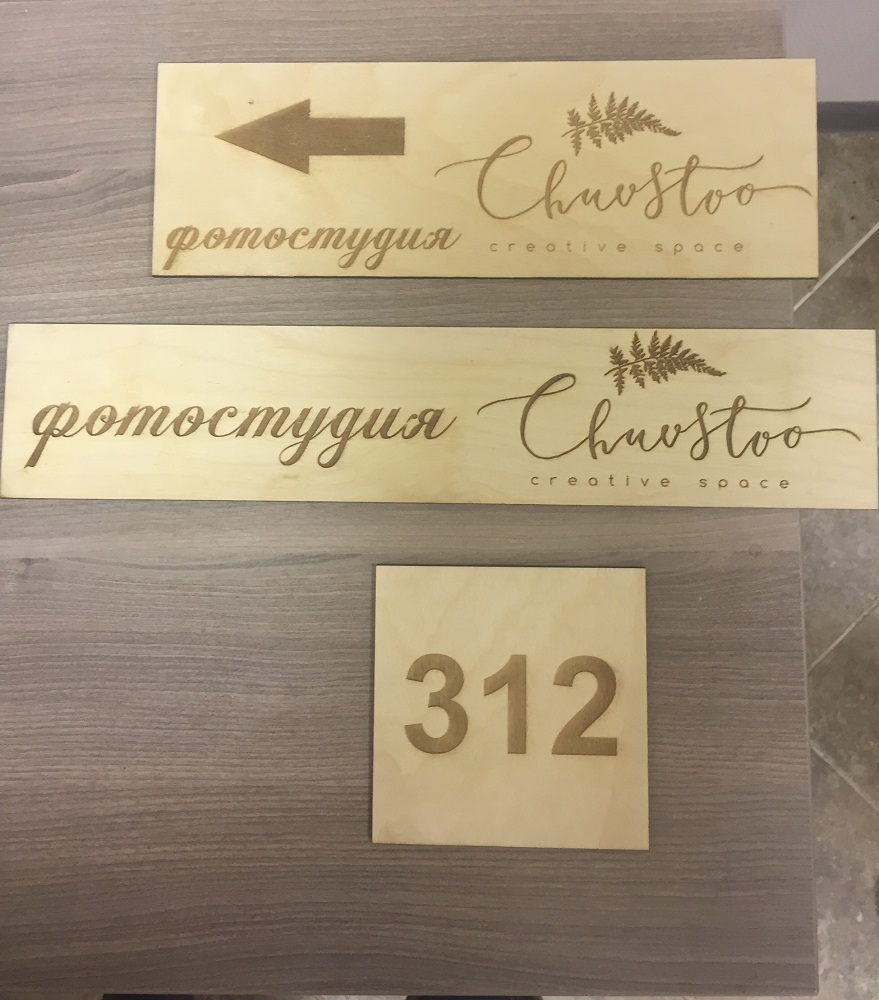 Chuvstvo
creative space
фотостудия
фотостудия
Chuvstvo
creative space
312